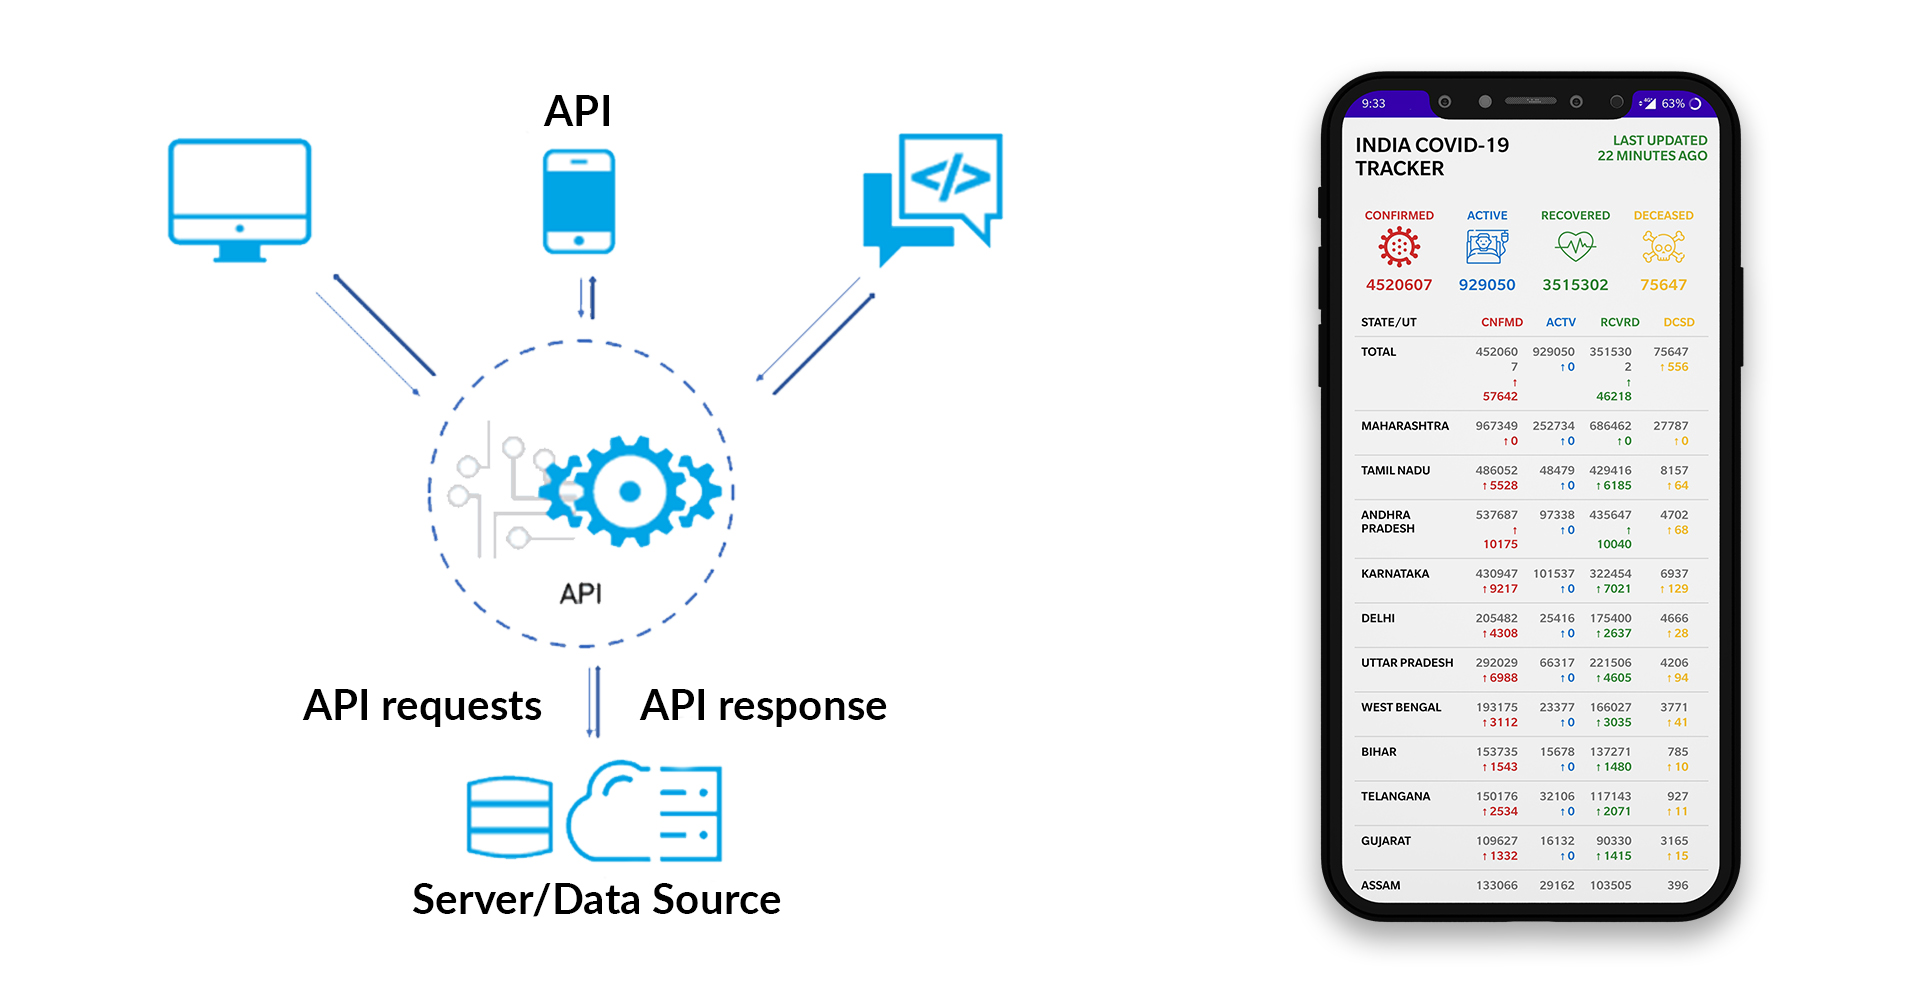 API
API
API requests
API response
Server/Data Source
9:33
4G
63%
INDIA COVID-19
TRACKER
LAST UPDATED
22 MINUTES AGO
CONFIRMED ACTIVE RECOVERED DECEASED
4520607 929050 3515302 75647
STATE/UT CNFMD ACTV RCVRD DCSD
TOTAL 452060 929050 351530 75647
7 ↑0 2 ↑556
↑ ↑
57642 46218
MAHARASHTRA 967349 252734 686462 27787
↑0 ↑0 ↑0 ↑0
TAMIL NADU 486052 48479 429416 8157
↑5528 ↑0 ↑6185 ↑64
ANDHRA 537687 97338 435647 4702
PRADESH ↑ ↑0 ↑ ↑68
10175 10040
KARNATAKA 430947 101537 322454 6937
↑9217 ↑0 ↑7021 ↑129
DELHI 205482 25416 175400 4666
↑4308 ↑0 ↑2637 ↑28
UTTAR PRADESH 292029 66317 221506 4206
↑6988 ↑0 ↑4605 ↑94
WEST BENGAL 193175 23377 166027 3771
↑3112 ↑0 ↑3035 ↑41
BIHAR 153735 15678 137271 785
↑1543 ↑0 ↑1480 ↑10
TELANGANA 150176 32106 117143 927
↑2534 ↑0 ↑2071 ↑11
GUJARAT 109627 16132 90330 3165
↑1332 ↑0 ↑1415 ↑15
ASSAM 133066 29162 103505 396